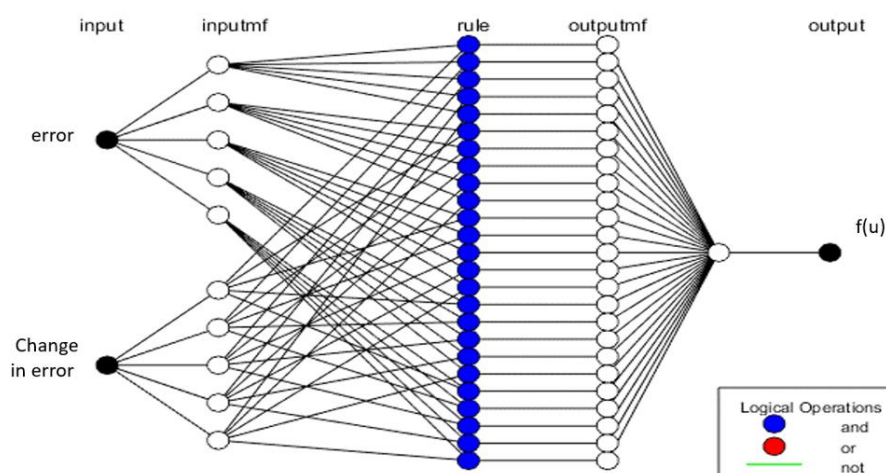 input inputmf rule outputmf output
error
f(u)
Change
in error
Logical Operations
and
or
not